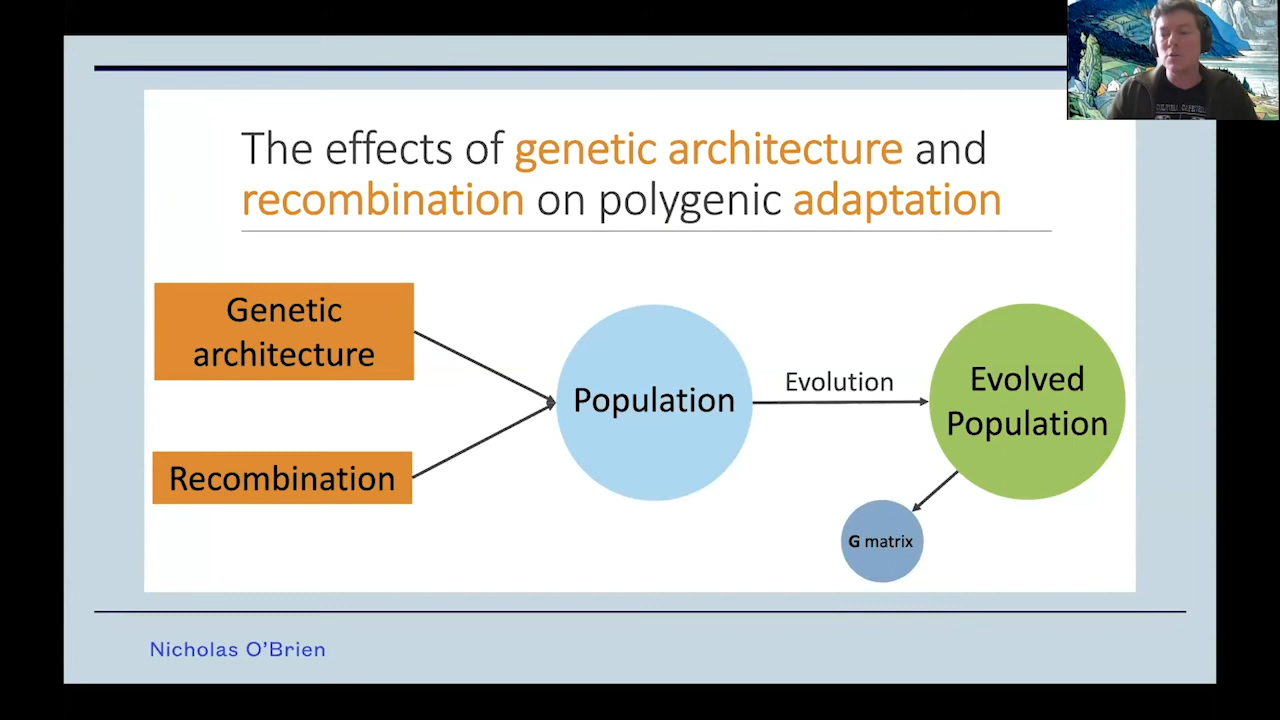 The effects of genetic architecture and
recombination on polygenic adaptation
Genetic
architecture
Recombination
Population
Evolution
Evolved
Population
G matrix
Nicholas O'Brien